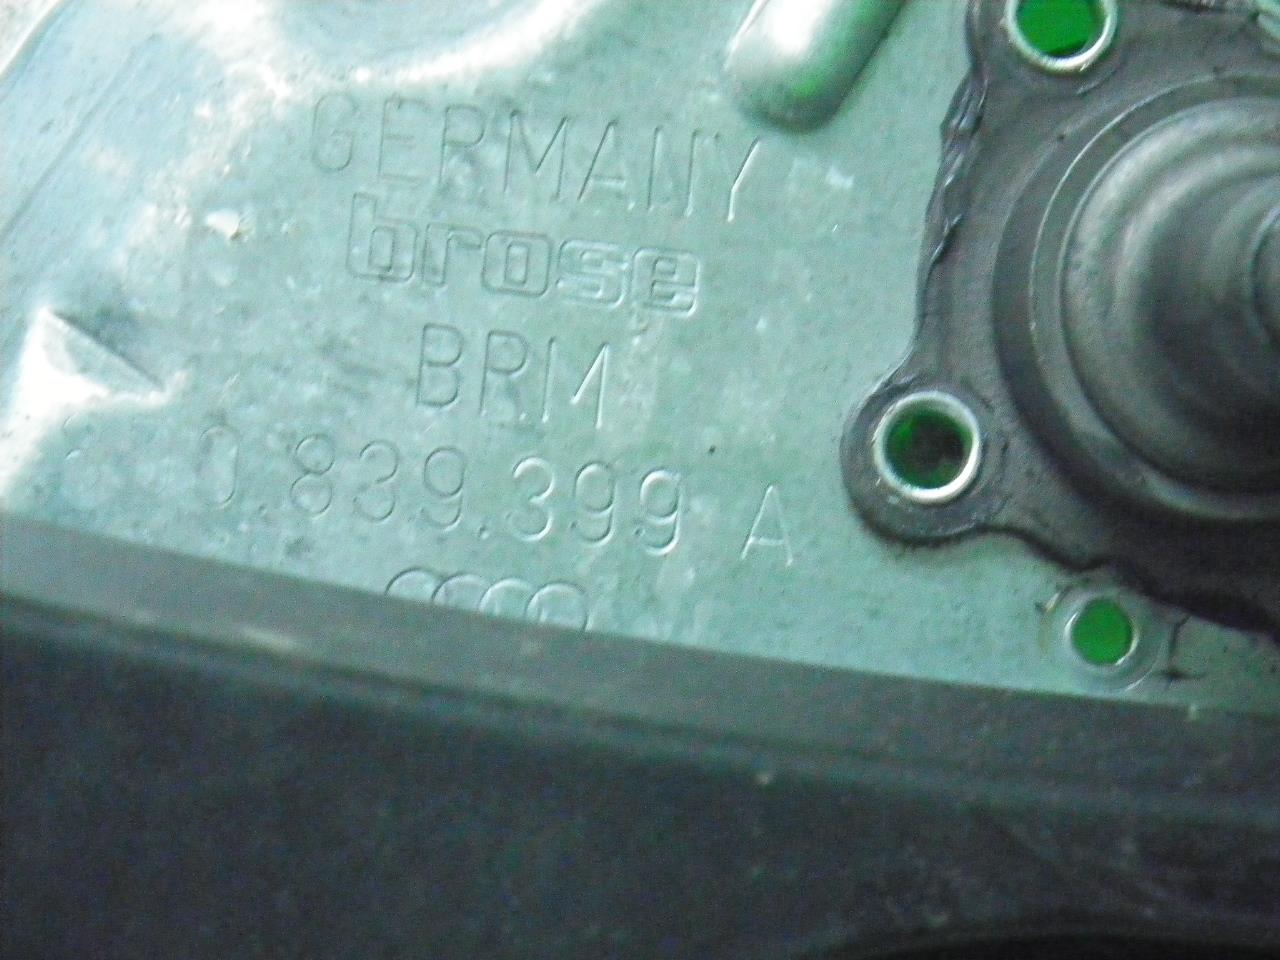 GERMANY
brose
BRM
0.839.399 A